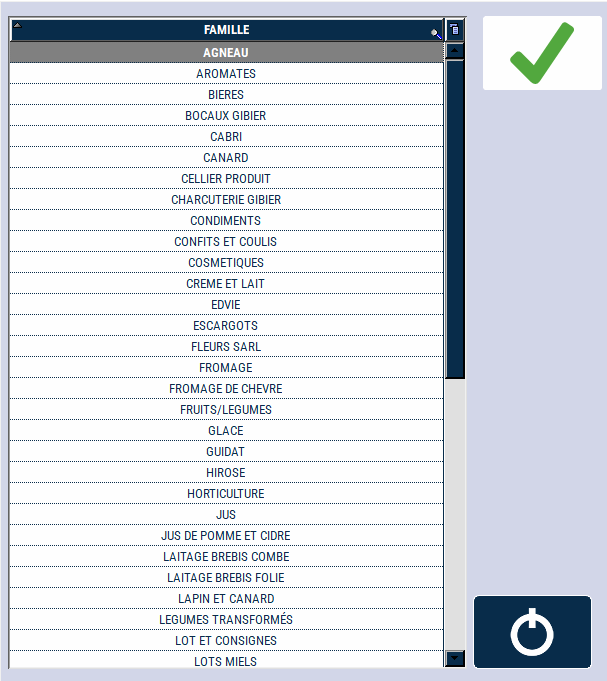 FAMILLE
AGNEAU
AROMATES
BIERES
BOCAUX GIBIER
CABRI
CANARD
CELLIER PRODUIT
CHARCUTERIE GIBIER
CONDIMENTS
CONFITS ET COULIS
COSMETIQUES
CREME ET LAIT
EDVIE
ESCARGOTS
FLEURS SARL
FROMAGE
FROMAGE DE CHEVRE
FRUITS/LEGUMES
GLACE
GUIDAT
HIROSE
HORTICULTURE
JUS
JUS DE POMME ET CIDRE
LAITAGE BREBIS COMBE
LAITAGE BREBIS FOLIE
LAPIN ET CANARD
LEGUMES TRANSFORMÉS
LOT ET CONSIGNES
LOTS MIELS